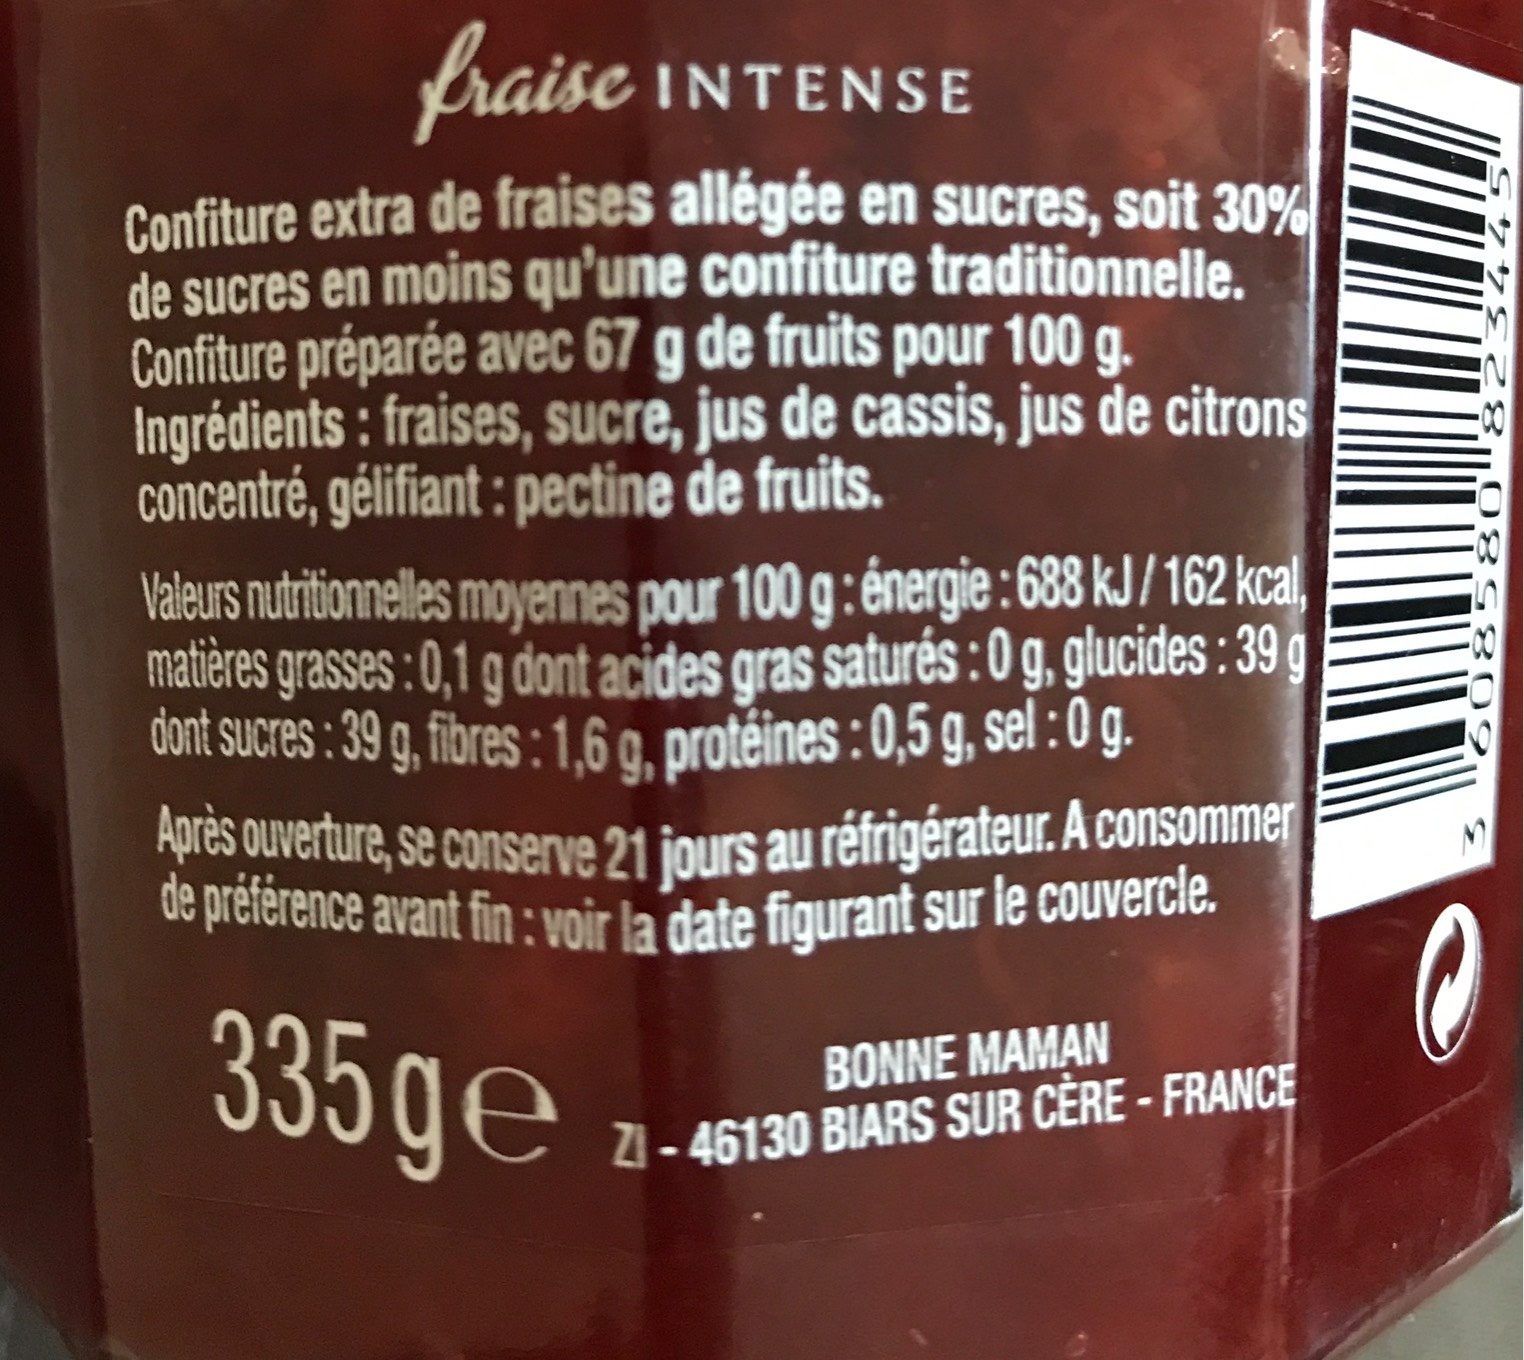 fraise INTENSE
Confiture extra de fraises allégée en sucres, soit 30%
de sucres en moins qu'une confiture traditionnelle.
Confiture préparée avec 67 g de fruits pour 100 g.
Ingrédients : fraises, sucre, jus de cassis, jus de citrons
concentré, gélifiant : pectine de fruits.
Valeurs nutritionnelles moyennes pour 100 g : énergie : 688 kJ / 162 kcal,
matières grasses : 0,1 g dont acides gras saturés : 0 g, glucides : 39 g
dont sucres : 39 g, fibres : 1,6 g, protéines : 0,5 g, sel : 0 g.
Après ouverture, se conserve 21 jours au réfrigérateur. A consommer
de préférence avant fin : voir la date figurant sur le couvercle.
335 g e
BONNE MAMAN
ZI - 46130 BIARS SUR CÈRE - FRANCE
3 608580 823445